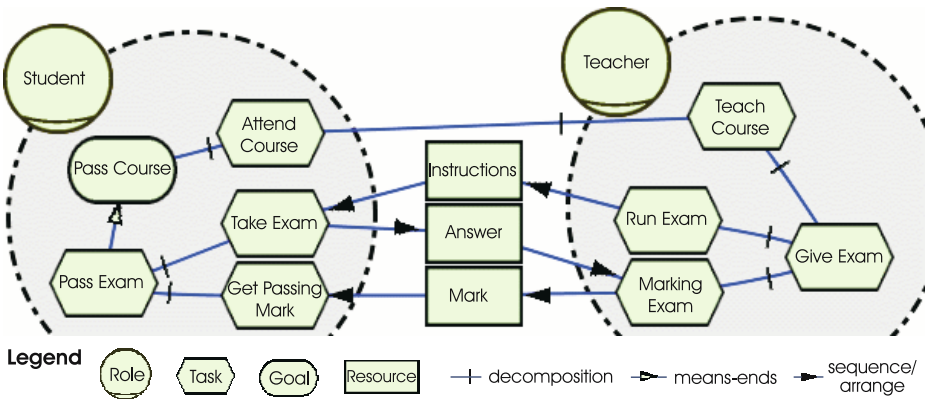 Student
Teacher
Attend
Course
Teach
Course
Pass Course
Instructions
Take Exam
Answer
Run Exam
Pass Exam
Get Passing
Mark
Mark
Marking
Exam
Give Exam
Legend
Role
Task
Goal
Resource
decomposition
means-ends
sequence/
arrange